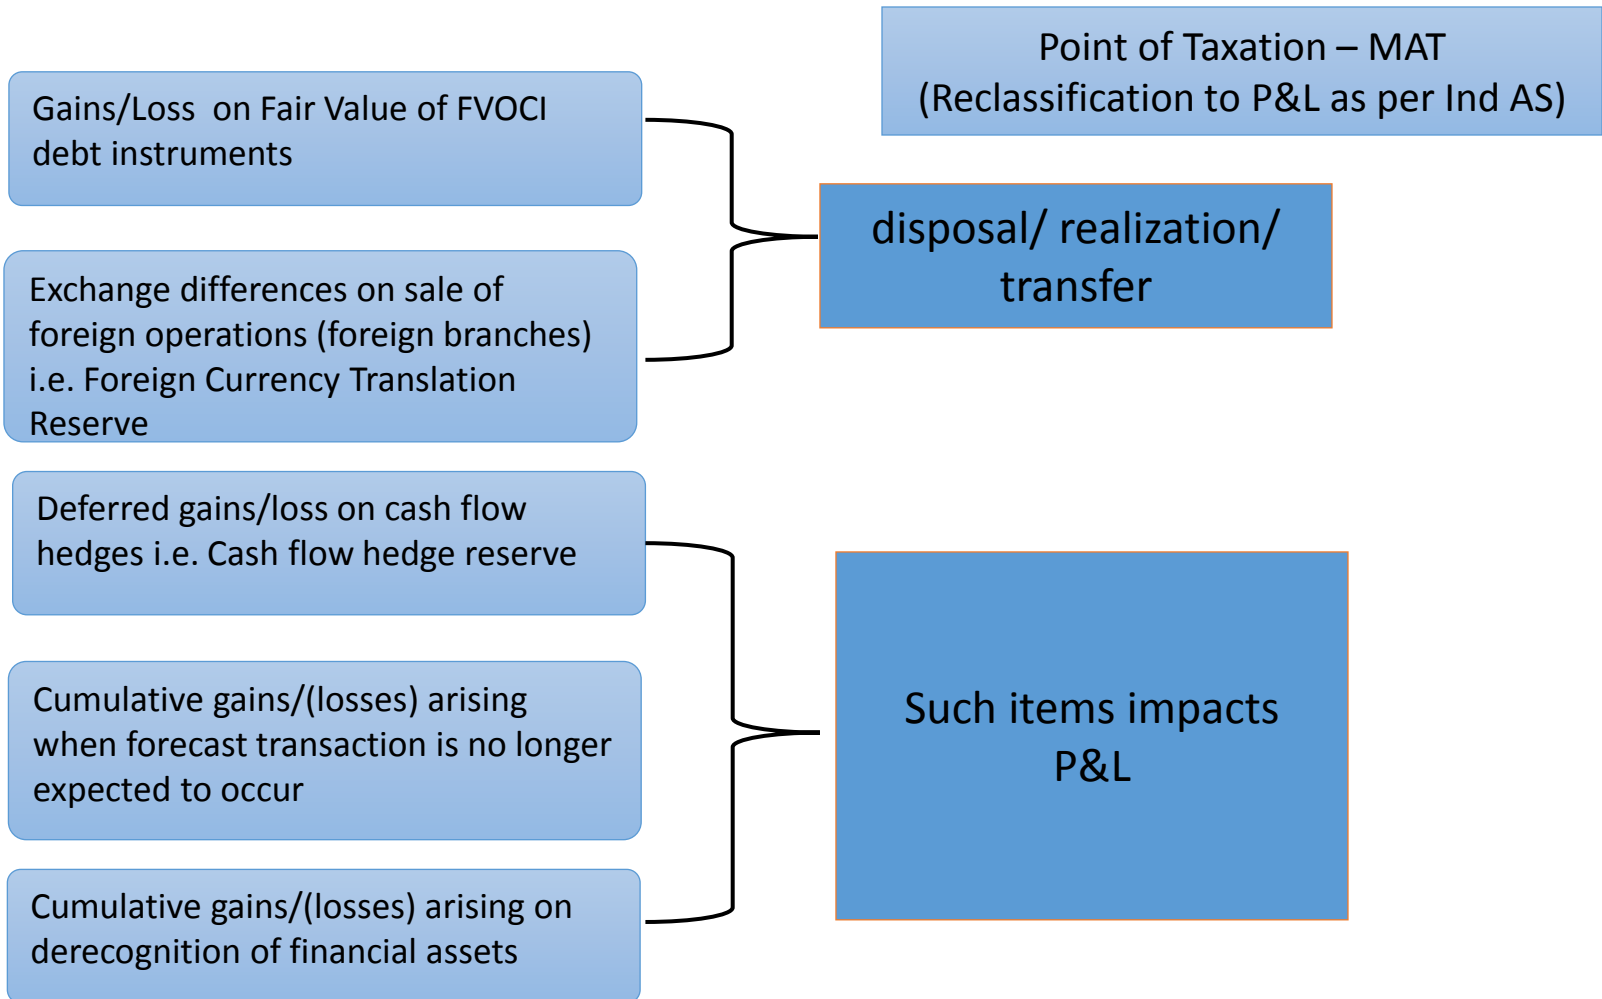 Point of Taxation – MAT
(Reclassification to P&L as per Ind AS)
Gains/Loss on Fair Value of FVOCI
debt instruments
disposal/ realization/
transfer
Exchange differences on sale of
foreign operations (foreign branches)
i.e. Foreign Currency Translation
Reserve
Deferred gains/loss on cash flow
hedges i.e. Cash flow hedge reserve
Cumulative gains/(losses) arising
when forecast transaction is no longer
expected to occur
Such items impacts
P&L
Cumulative gains/(losses) arising on
derecognition of financial assets